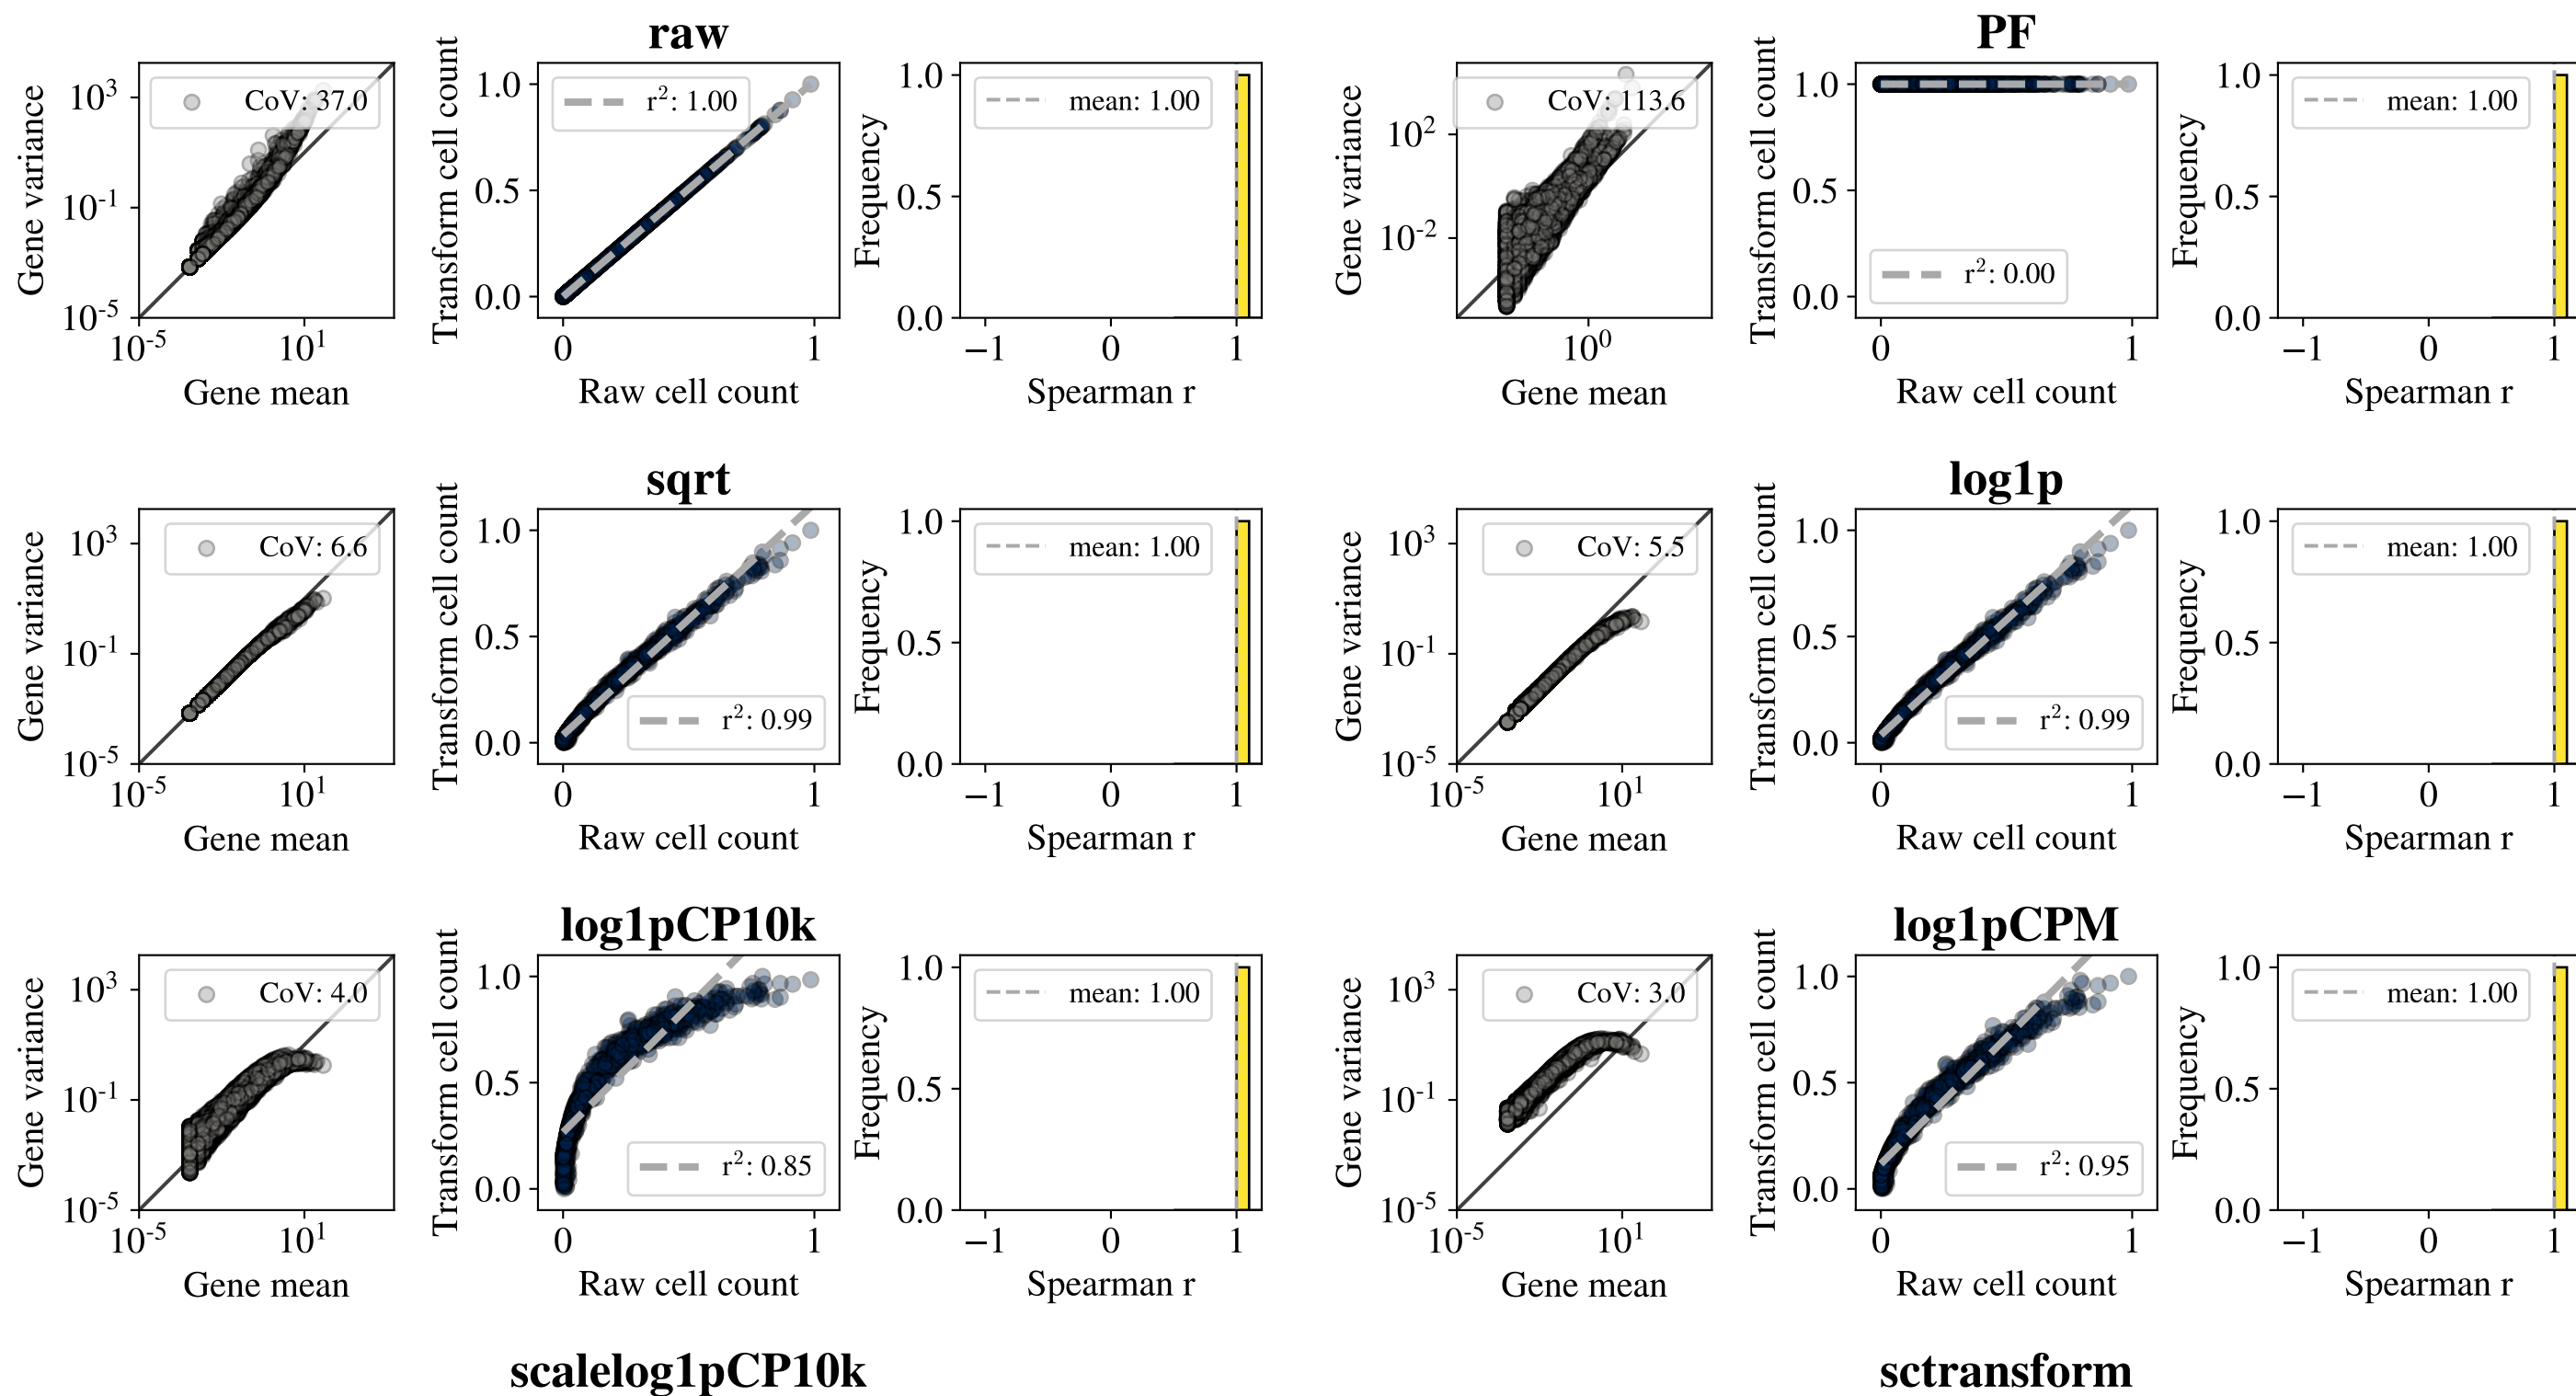 raw
Gene variance
10^3
10^-1
10^-5
CoV: 37.0
10^-5
10^1
Gene mean
Transform cell count
1.0
0.5
0.0
r^2: 1.00
0
1
Raw cell count
Frequency
1.0
0.5
0.0
mean: 1.00
−1
0
1
Spearman r
PF
Gene variance
10^2
10^-2
CoV: 113.6
10^0
Gene mean
Transform cell count
1.0
0.5
0.0
r^2: 0.00
0
1
Raw cell count
Frequency
1.0
0.5
0.0
mean: 1.00
−1
0
1
Spearman r
sqrt
Gene variance
10^3
10^-1
10^-5
CoV: 6.6
10^-5
10^1
Gene mean
Transform cell count
1.0
0.5
0.0
r^2: 0.99
0
1
Raw cell count
Frequency
1.0
0.5
0.0
mean: 1.00
−1
0
1
Spearman r
log1p
Gene variance
10^3
10^-1
10^-5
CoV: 5.5
10^-5
10^1
Gene mean
Transform cell count
1.0
0.5
0.0
r^2: 0.99
0
1
Raw cell count
Frequency
1.0
0.5
0.0
mean: 1.00
−1
0
1
Spearman r
log1pCP10k
Gene variance
10^3
10^-1
10^-5
CoV: 4.0
10^-5
10^1
Gene mean
Transform cell count
1.0
0.5
0.0
r^2: 0.85
0
1
Raw cell count
Frequency
1.0
0.5
0.0
mean: 1.00
−1
0
1
Spearman r
log1pCPM
Gene variance
10^3
10^-1
10^-5
CoV: 3.0
10^-5
10^1
Gene mean
Transform cell count
1.0
0.5
0.0
r^2: 0.95
0
1
Raw cell count
Frequency
1.0
0.5
0.0
mean: 1.00
−1
0
1
Spearman r
scalelog1pCP10k
sctransform